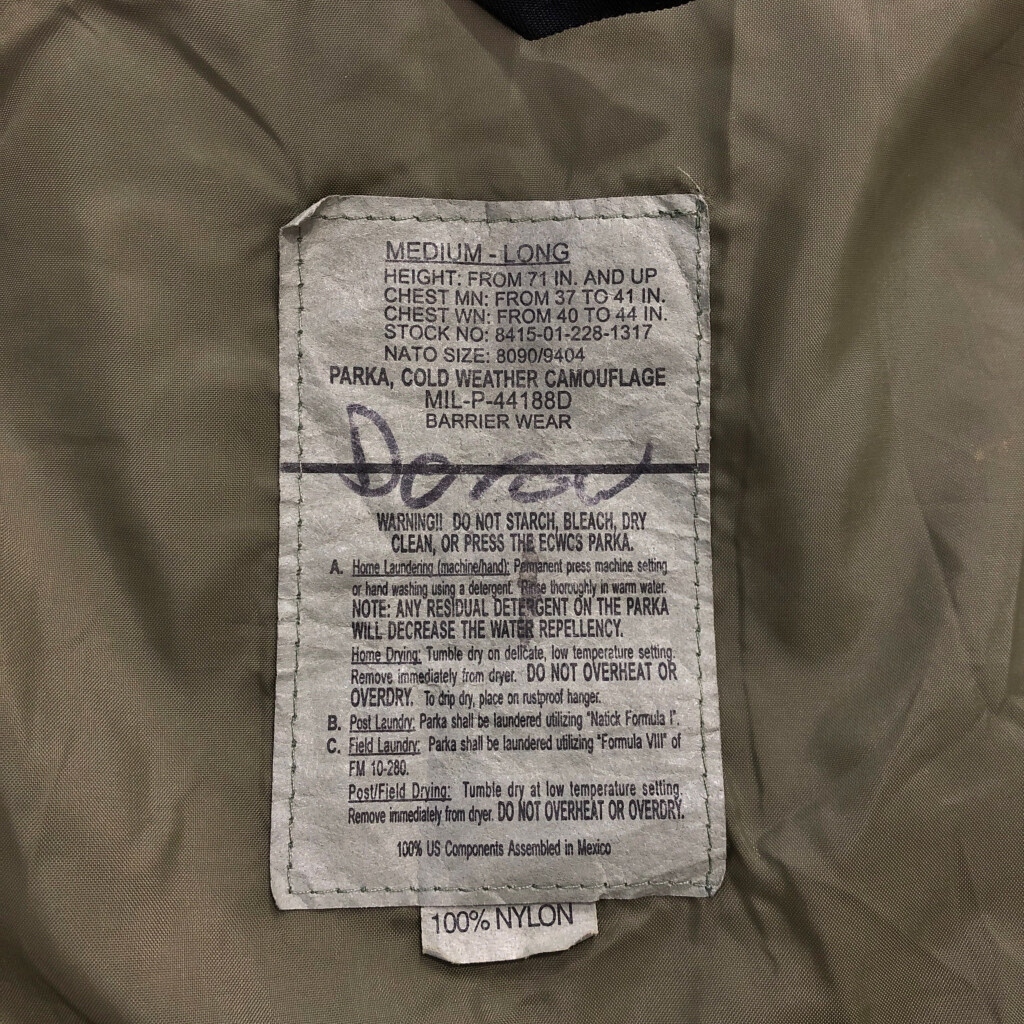 MEDIUM - LONG
HEIGHT: FROM 71 IN. AND UP
CHEST MN: FROM 37 TO 41 IN.
CHEST WN: FROM 40 TO 44 IN.
STOCK NO: 8415-01-228-1317
NATO SIZE: 8090/9404
PARKA, COLD WEATHER CAMOUFLAGE
MIL-P-44188D
BARRIER WEAR
WARNING!! DO NOT STARCH, BLEACH, DRY
CLEAN, OR PRESS THE ECWCS PARKA.
A. Home Laundering (machine/hand): Permanent press machine setting
or hand washing using a detergent. Rinse thoroughly in warm water.
NOTE: ANY RESIDUAL DETERGENT ON THE PARKA
WILL DECREASE THE WATER REPELLENCY.
Home Drying: Tumble dry on delicate, low temperature setting.
Remove immediately from dryer. DO NOT OVERHEAT OR
OVERDRY. To drip dry, place on rustproof hanger.
B. Post Laundry: Parka shall be laundered utilizing "Natick Formula I".
C. Field Laundry: Parka shall be laundered utilizing "Formula VIII" of
FM 10-280.
Post/Field Drying: Tumble dry at low temperature setting.
Remove immediately from dryer. DO NOT OVERHEAT OR OVERDRY.
100% US Components Assembled in Mexico
100% NYLON